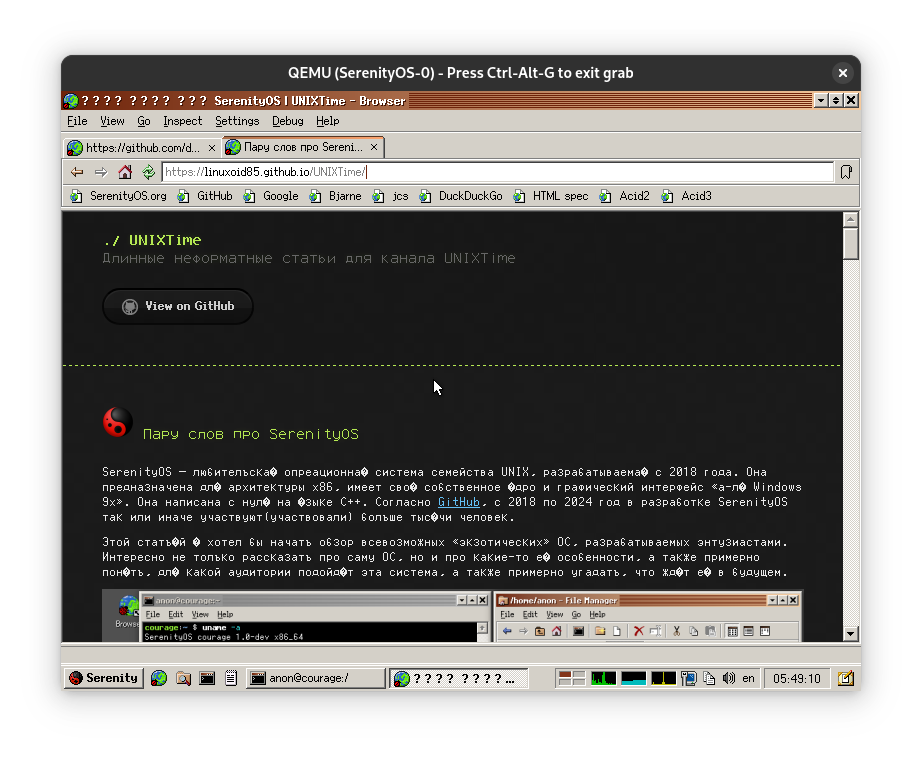 QEMU (SerenityOS-0) - Press Ctrl-Alt-G to exit grab
???? ???? ??? SerenityOS | UNIXTime - Browser
File View Go Inspect Settings Debug Help
https://github.com/d... Пару слов про Sereni...
https://linuxoid85.github.io/UNIXTime/
SerenityOS.org GitHub Google Bjarne jcs DuckDuckGo HTML spec Acid2 Acid3
./ UNIXTime
Длинные неформатные статьи для канала UNIXTime
View on GitHub
Пару слов про SerenityOS
SerenityOS — любительска� опреационна� система семейства UNIX, разрабатываема� с 2018 года. Она
предназначена дл� архитектуры x86, имеет сво� собственное �дро и графический интерфейс «а-л� Windows
9x». Она написана с нул� на �зыке C++. Согласно GitHub, с 2018 по 2024 год в разработке SerenityOS
так или иначе участвуют(участвовали) больше тыс�чи человек.
Этой стать�й � хотел бы начать обзор всевозможных «экзотических» ОС, разрабатываемых энтузиастами.
Интересно не только рассказать про саму ОС, но и про какие-то е� особенности, а также примерно
пон�ть, дл� какой аудитории подойд�т эта система, а также примерно угадать, что жд�т е� в будущем.
Browse
anon@courage:~
File Edit View Help
courage:~ $ uname -a
SerenityOS courage 1.0-dev x86_64
/home/anon - File Manager
File Edit View Go Help
Serenity anon@courage:/ ???? ????... en 05:49:10